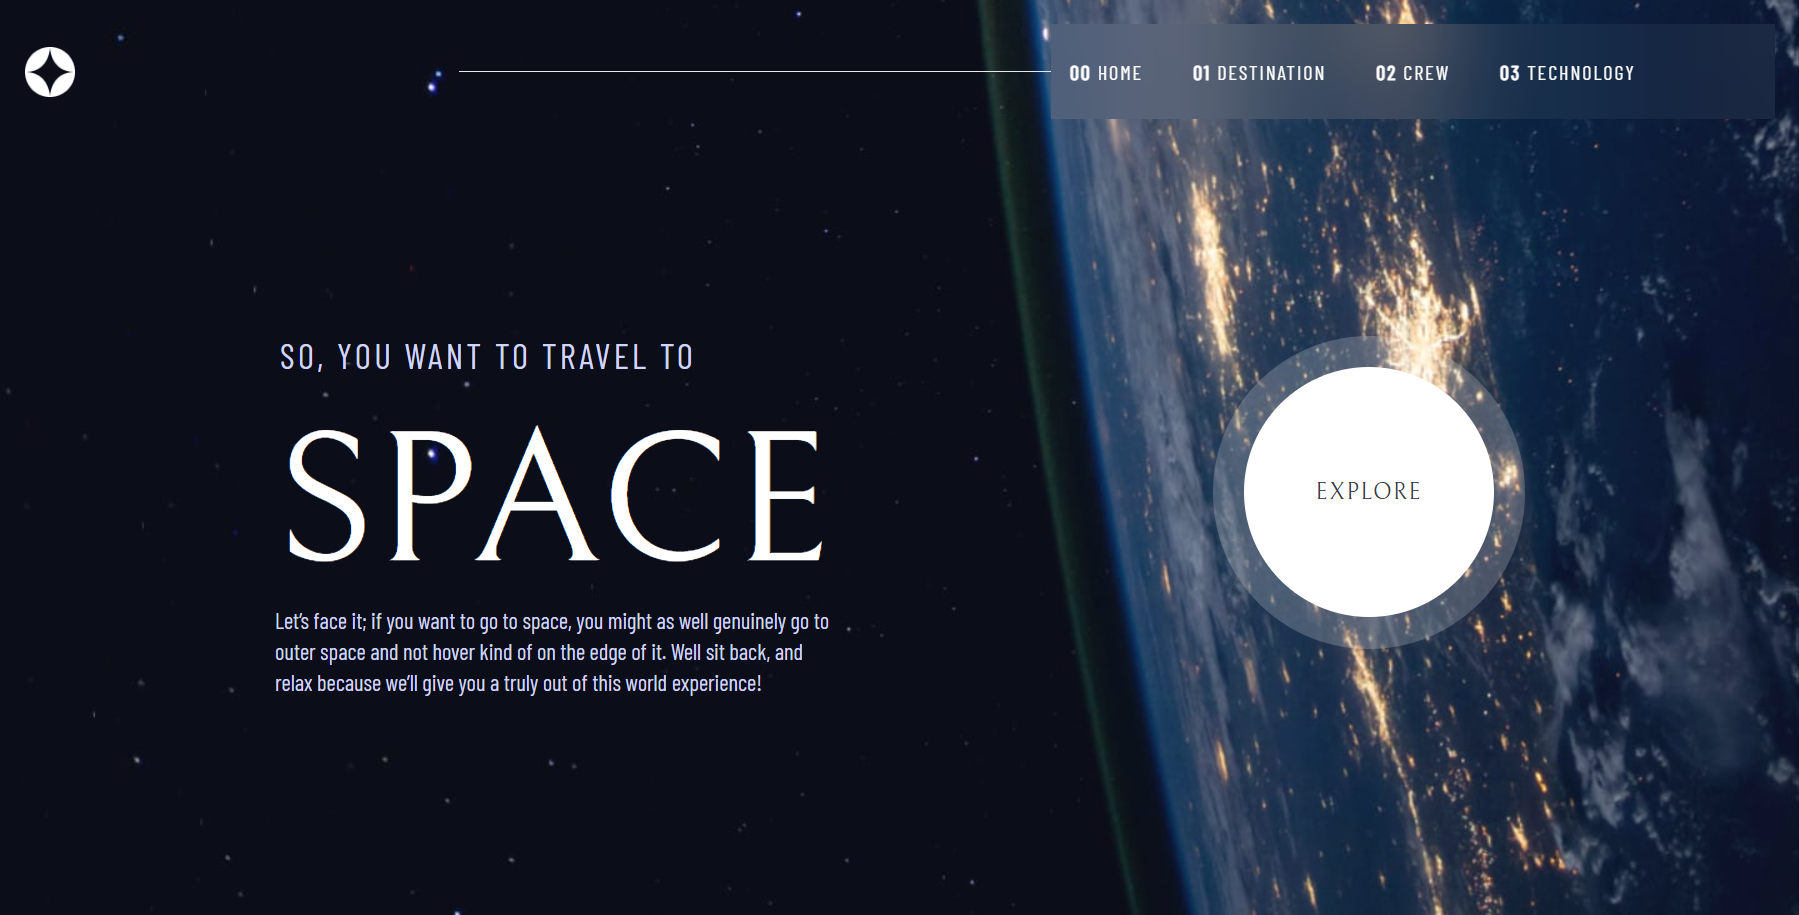 00 HOME 01 DESTINATION 02 CREW 03 TECHNOLOGY
SO, YOU WANT TO TRAVEL TO
SPACE
Let’s face it; if you want to go to space, you might as well genuinely go to
outer space and not hover kind of on the edge of it. Well sit back, and
relax because we’ll give you a truly out of this world experience!
EXPLORE